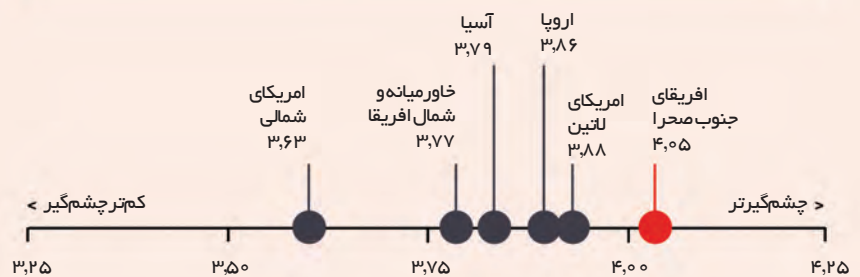 اروپا
۳,۸۶
آسیا
۳,۷۹
افریقای
جنوب صحرا
۴,۰۵
امریکای
لاتین
۳,۸۸
خاورمیانه و
شمال افریقا
۳,۷۷
امریکای
شمالی
۳,۶۳
< چشم‌گیرتر
کم‌تر چشم‌گیر >
۳,۲۵
۳,۵۰
۳,۷۵
۴,۰۰
۴,۲۵